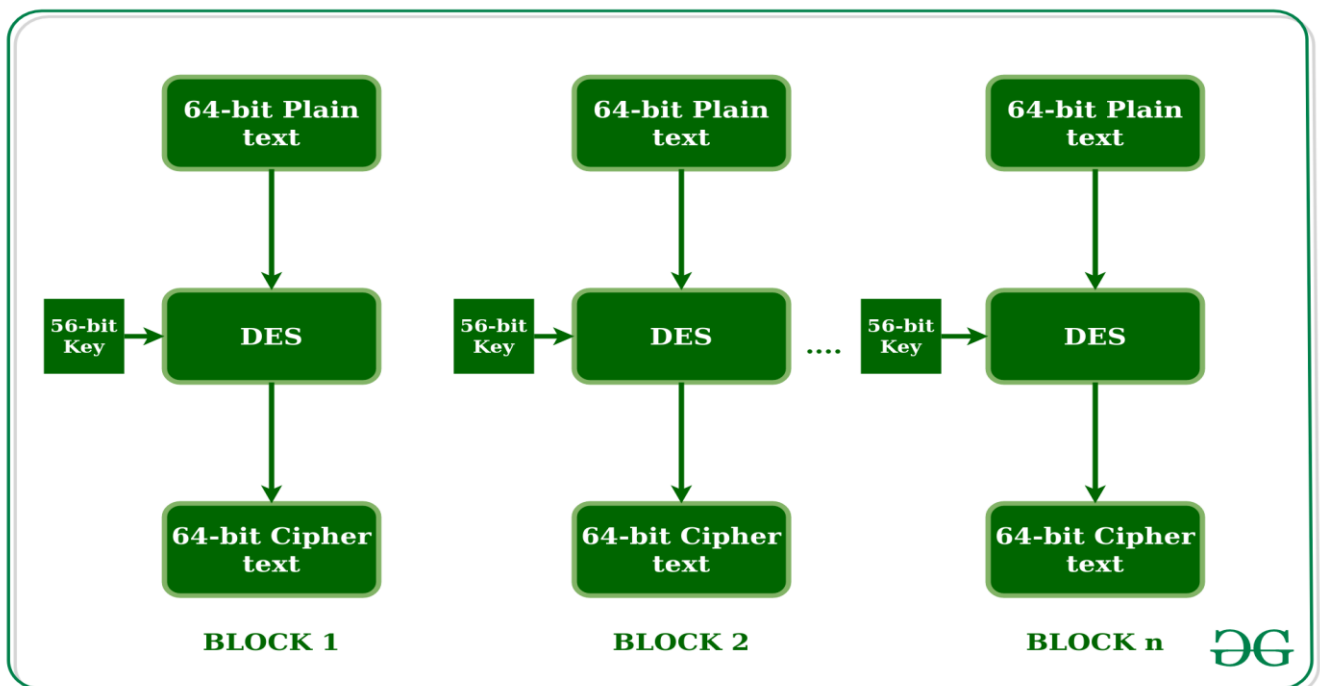 64-bit Plain
text
64-bit Plain
text
64-bit Plain
text
56-bit
Key
DES
56-bit
Key
DES
....
56-bit
Key
DES
64-bit Cipher
text
64-bit Cipher
text
64-bit Cipher
text
BLOCK 1
BLOCK 2
BLOCK n